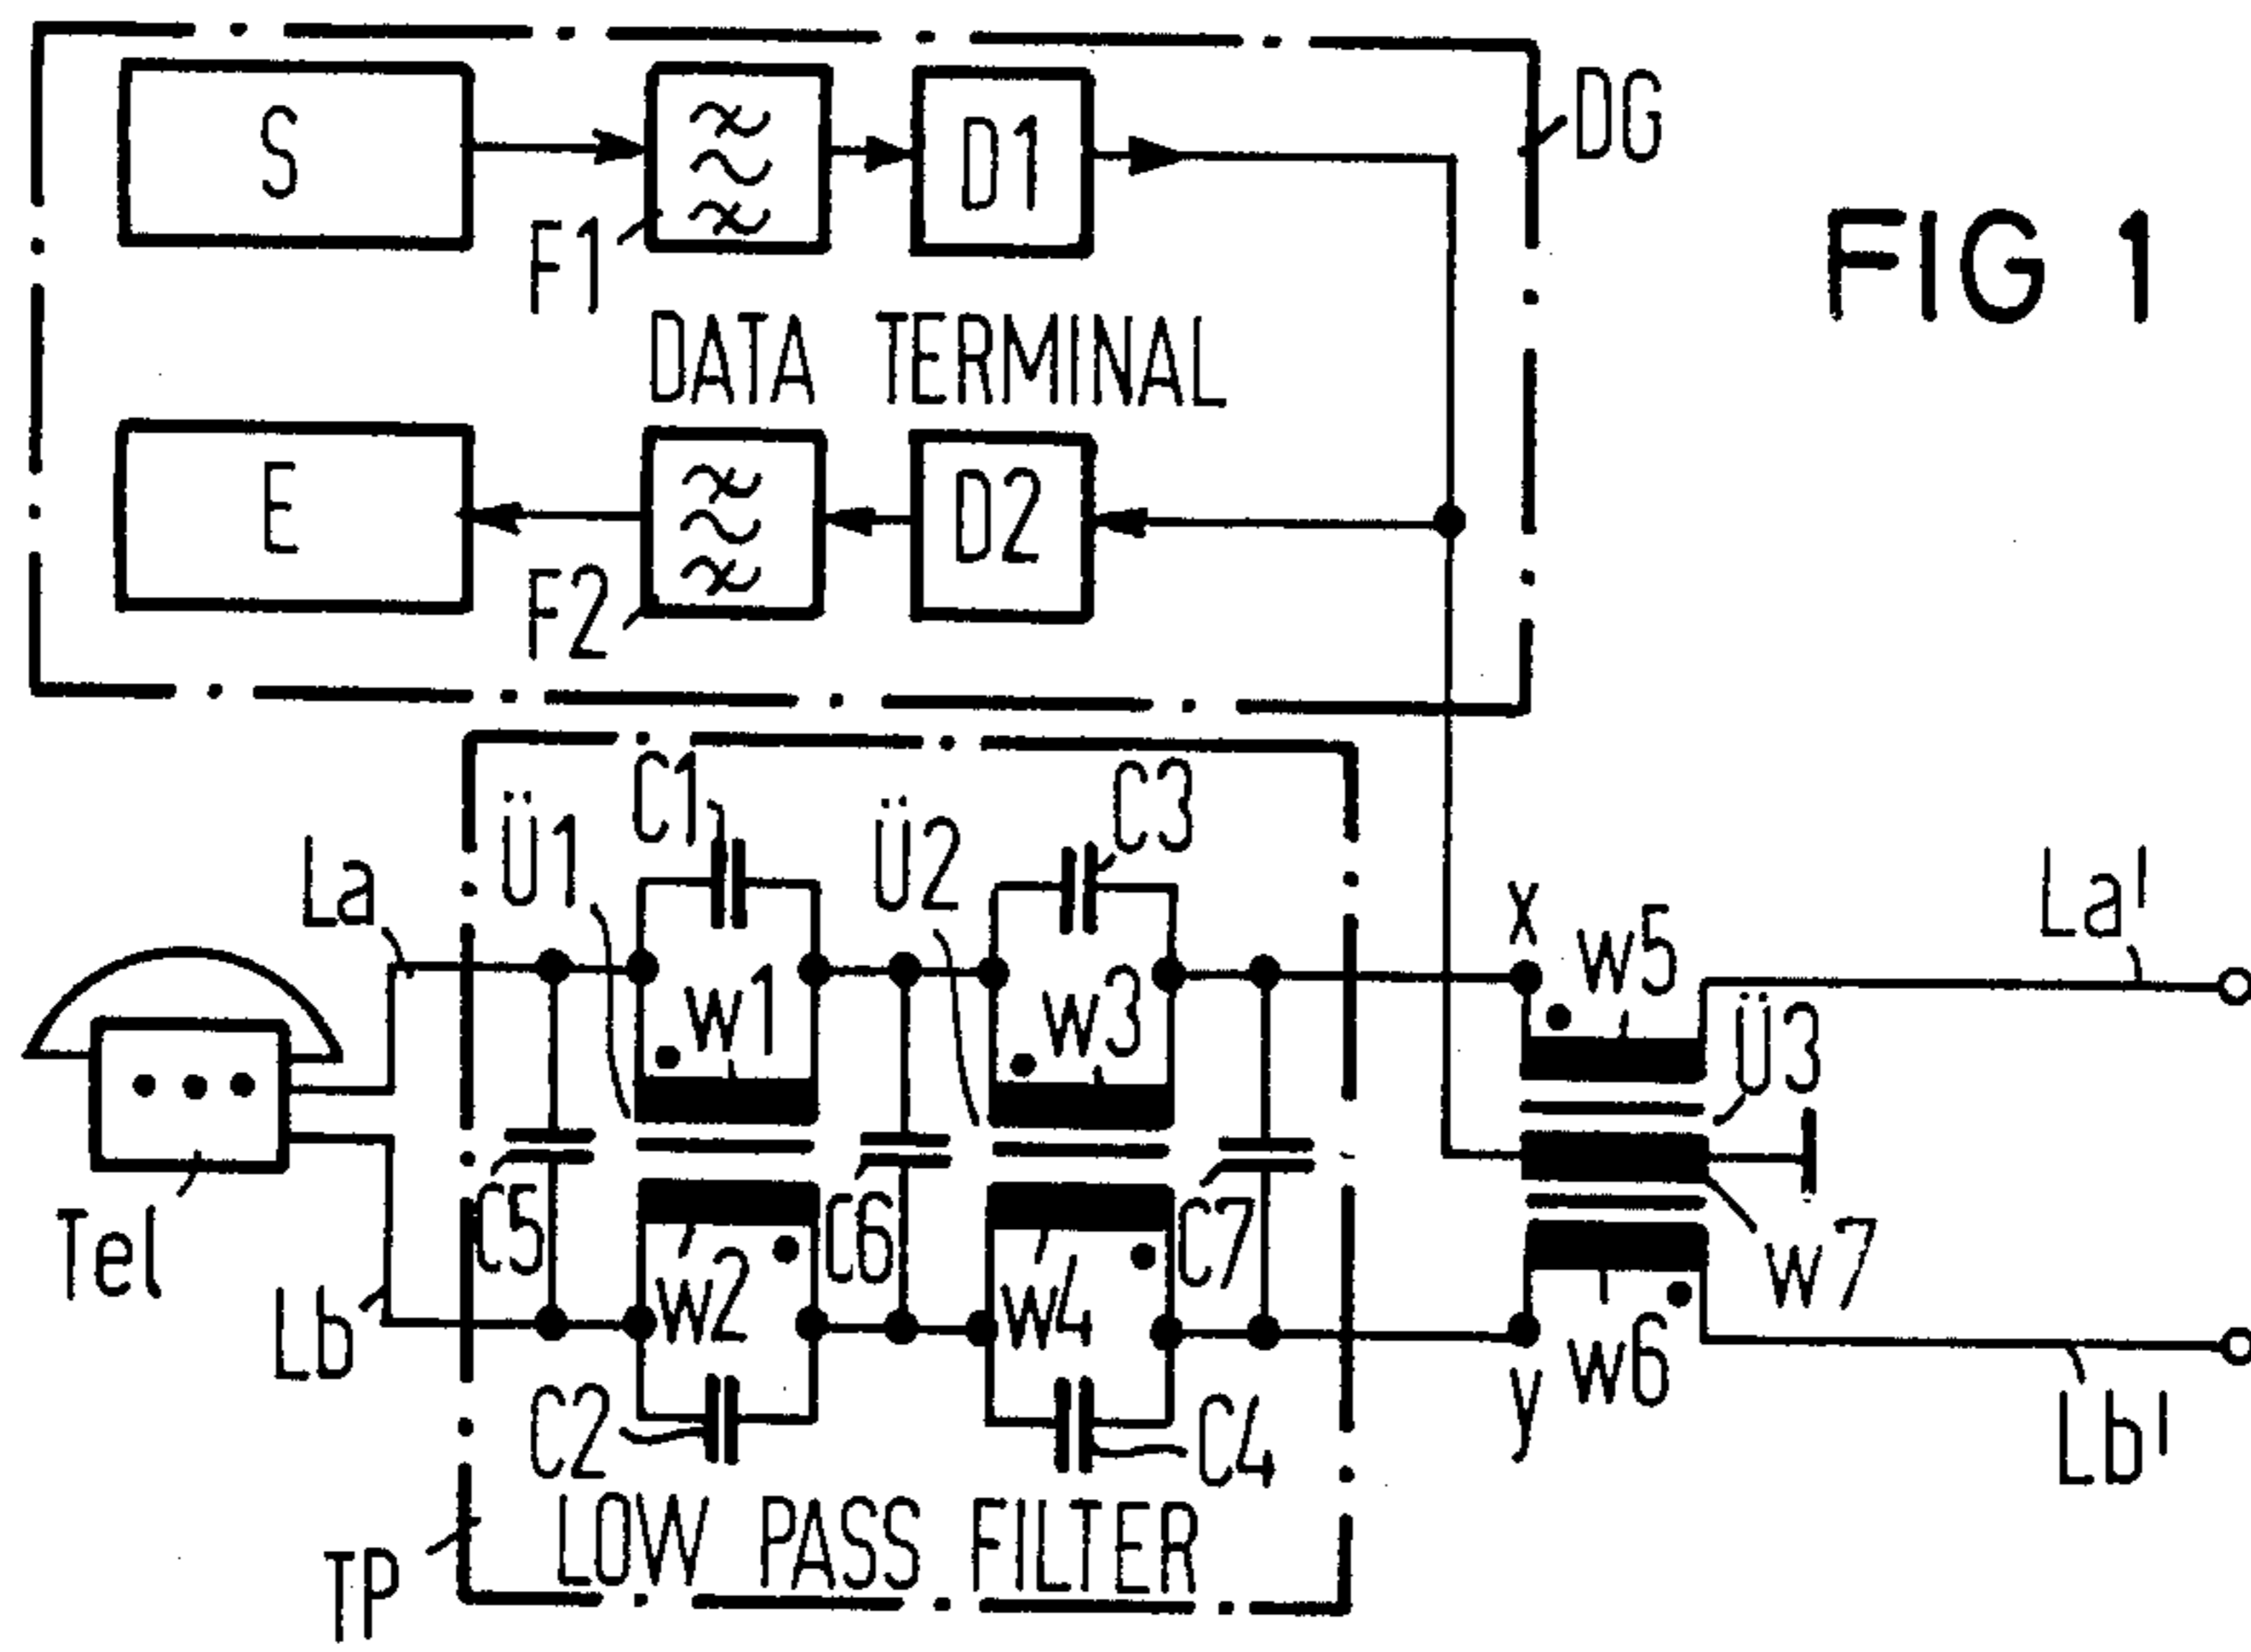 S
D1
DG
F1
FIG 1
DATA TERMINAL
E
D2
F2
C1
C3
Ü1
Ü2
La
x
w5
La'
w1
w3
Ü3
C5
C6
C7
Tel
w2
w4
w7
Lb
w6
y
C2
C4
Lb'
LOW PASS FILTER
TP